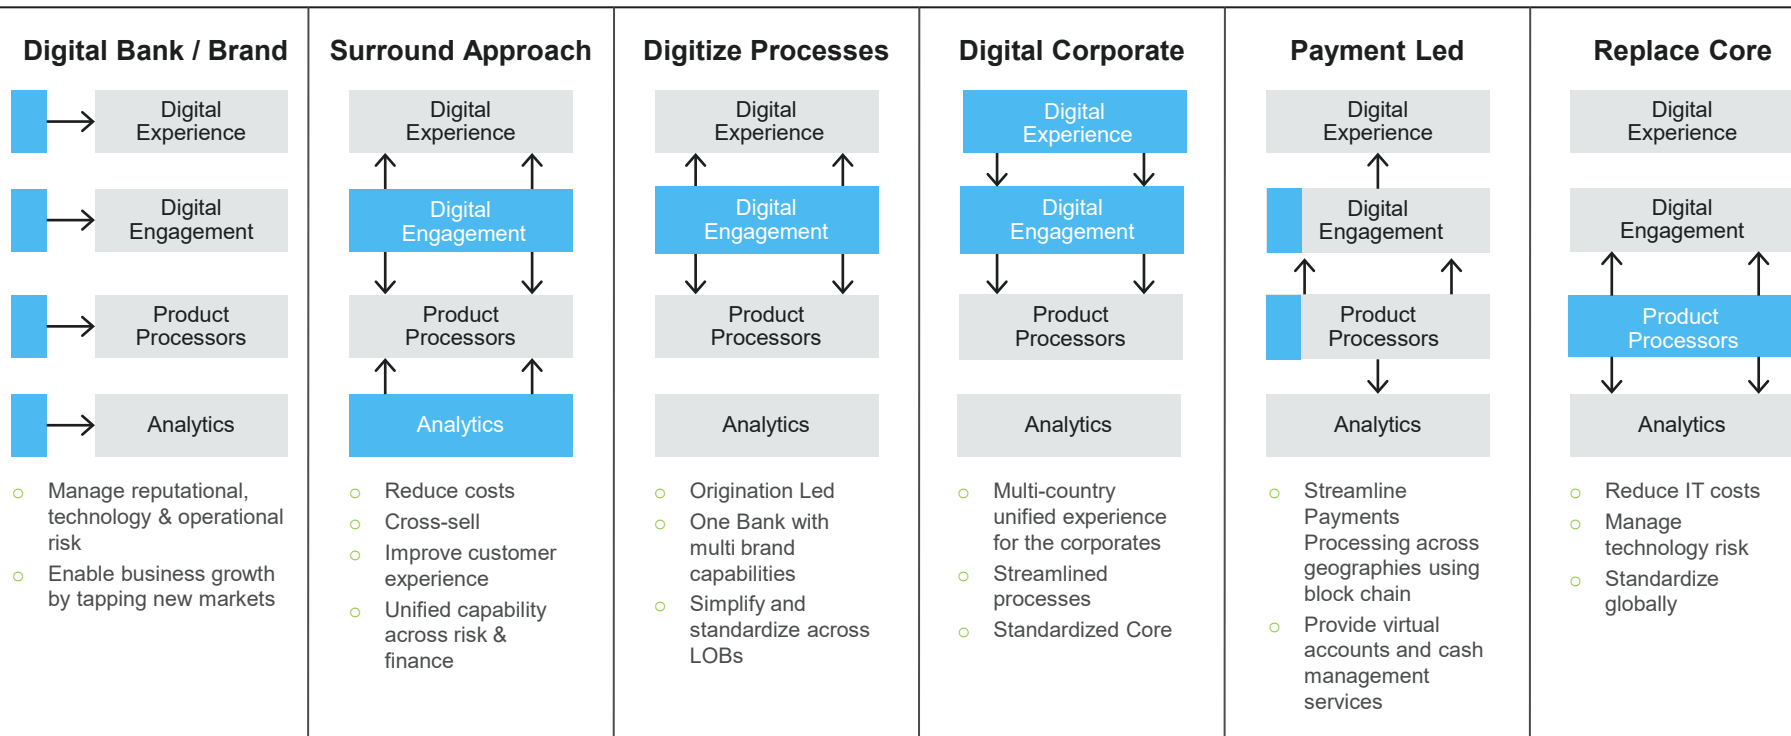 Digital Bank / Brand
Digital
Experience
Digital
Engagement
Product
Processors
Analytics
Manage reputational,
technology & operational
risk
Enable business growth
by tapping new markets
Surround Approach
Digital
Experience
Digital
Engagement
Product
Processors
Analytics
Reduce costs
Cross-sell
Improve customer
experience
Unified capability
across risk &
finance
Digitize Processes
Digital
Experience
Digital
Engagement
Product
Processors
Analytics
Origination Led
One Bank with
multi brand
capabilities
Simplify and
standardize across
LOBs
Digital Corporate
Digital
Experience
Digital
Engagement
Product
Processors
Analytics
Multi-country
unified experience
for the corporates
Streamlined
processes
Standardized Core
Payment Led
Digital
Experience
Digital
Engagement
Product
Processors
Analytics
Streamline
Payments
Processing across
geographies using
block chain
Provide virtual
accounts and cash
management
services
Replace Core
Digital
Experience
Digital
Engagement
Product
Processors
Analytics
Reduce IT costs
Manage
technology risk
Standardize
globally